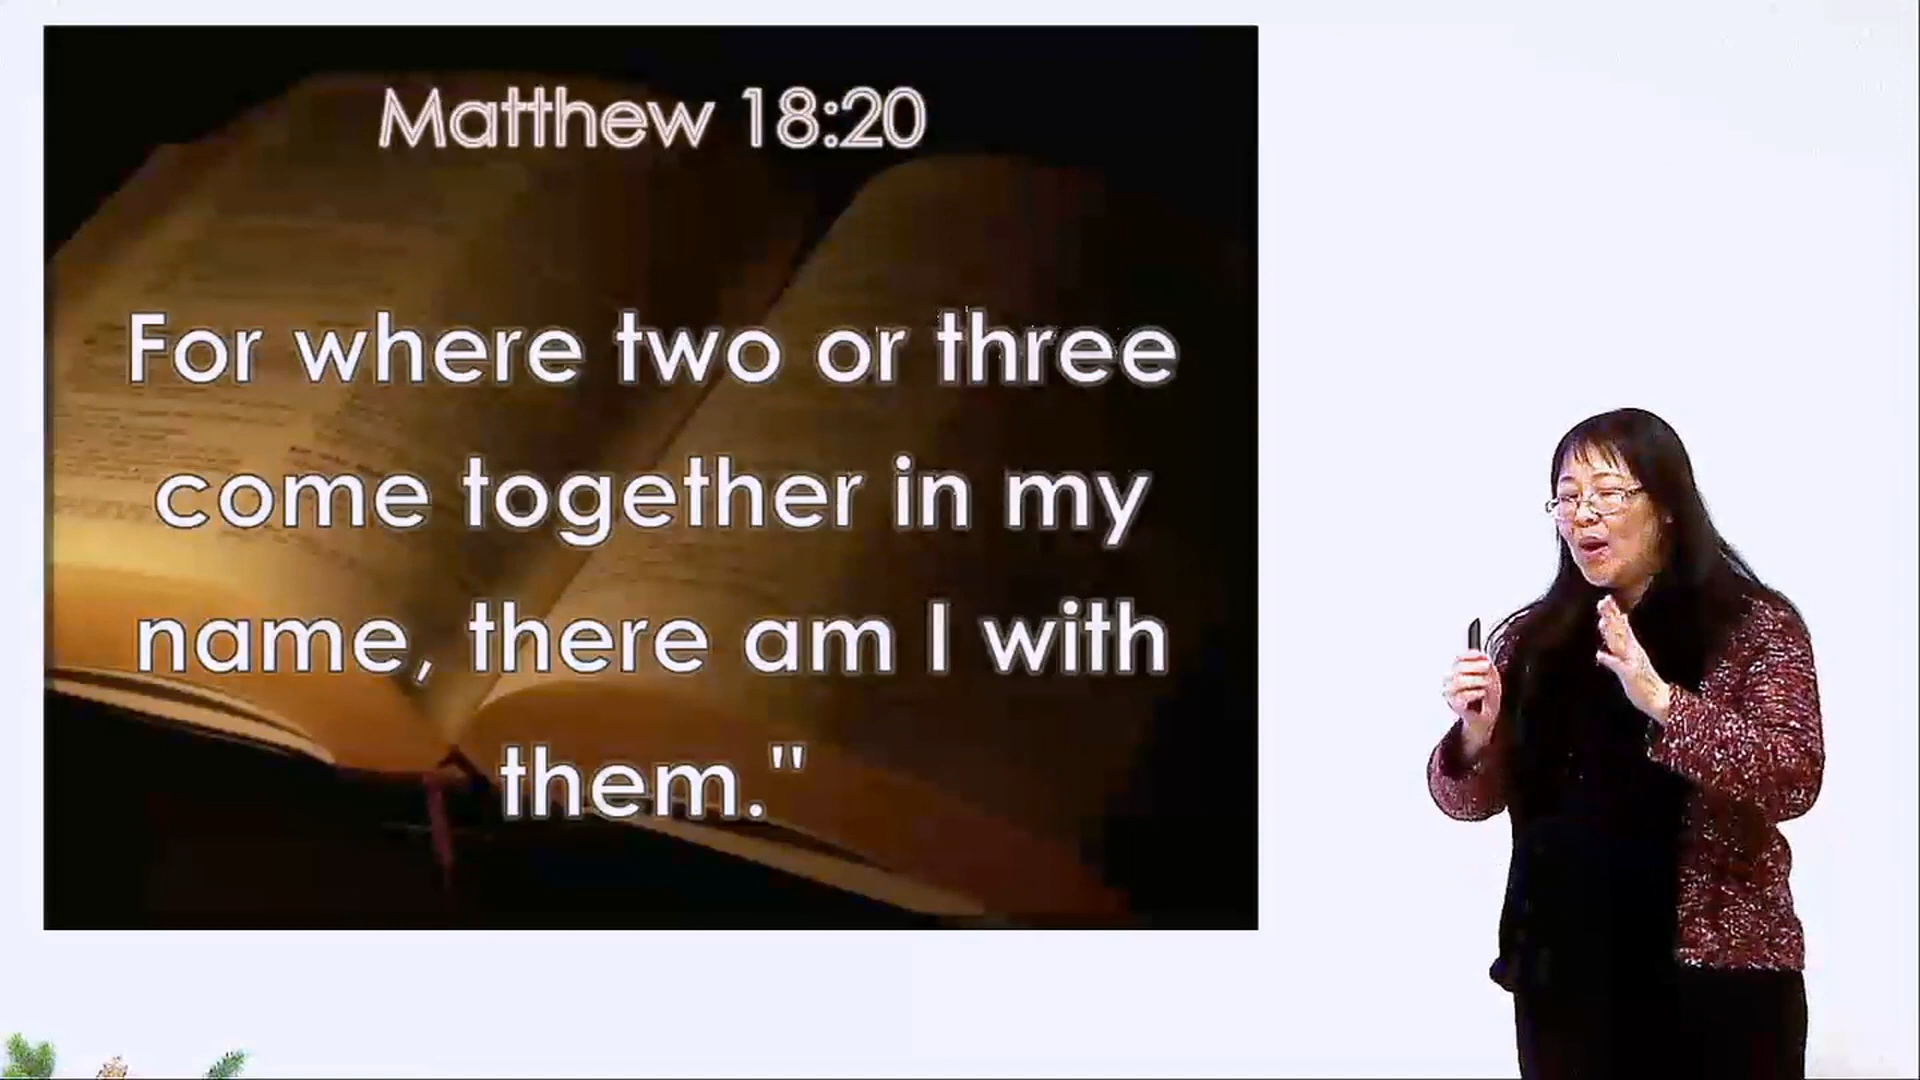 Matthew 18:20
For where two or three
come together in my
name, there am I with
them."